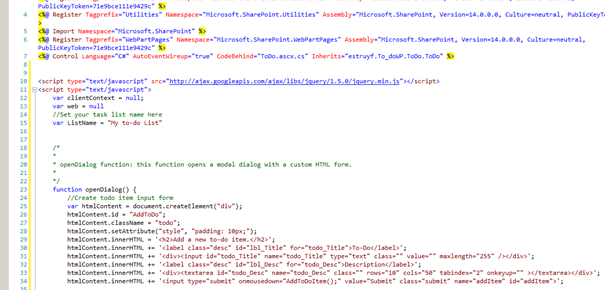 PublicKeyToken=71e9bce111e9429c" %>
4 <%@ Register Tagprefix="Utilities" Namespace="Microsoft.SharePoint.Utilities" Assembly="Microsoft.SharePoint, Version=14.0.0.0, Culture=neutral, PublicKeyTo
>
5 <%@ Import Namespace="Microsoft.SharePoint" %>
6 <%@ Register Tagprefix="WebPartPages" Namespace="Microsoft.SharePoint.WebPartPages" Assembly="Microsoft.SharePoint, Version=14.0.0.0, Culture=neutral,
PublicKeyToken=71e9bce111e9429c" %>
7 <%@ Control Language="C#" AutoEventWireup="true" CodeBehind="ToDo.ascx.cs" Inherits="estruyf.To_doWP.ToDo.ToDo" %>
8
9
10 <script type="text/javascript" src="http://ajax.googleapis.com/ajax/libs/jquery/1.5.0/jquery.min.js"></script>
11 <script type="text/javascript">
12 var clientContext = null;
13 var web = null
14 //Set your task list name here
15 var ListName = "My to-do List"
16
17
18 /*
19 *
20 * openDialog function: this function opens a modal dialog with a custom HTML form.
21 *
22 */
23 function openDialog() {
24 //Create todo item input form
25 var htmlContent = document.createElement("div");
26 htmlContent.id = "AddToDo";
27 htmlContent.className = "todo";
28 htmlContent.setAttribute("style", "padding: 10px;");
29 htmlContent.innerHTML = '<h2>Add a new to-do item.</h2>';
30 htmlContent.innerHTML += '<label class="desc" id="lbl_Title" for="todo_Title">To-Do</label>';
31 htmlContent.innerHTML += '<div><input id="todo_Title" name="todo_Title" type="text" class="" value="" maxlength="255" /></div>';
32 htmlContent.innerHTML += '<label class="desc" id="lbl_Desc" for="todo_Desc">Description</label>';
33 htmlContent.innerHTML += '<div><textarea id="todo_Desc" name="todo_Desc" class="" rows="10" cols="50" tabindex="2" onkeyup="" ></textarea></div>';
34 htmlContent.innerHTML += '<input type="submit" onmousedown="AddToDoItem();" value="Submit" class="submit" name="addItem" id="addItem">';